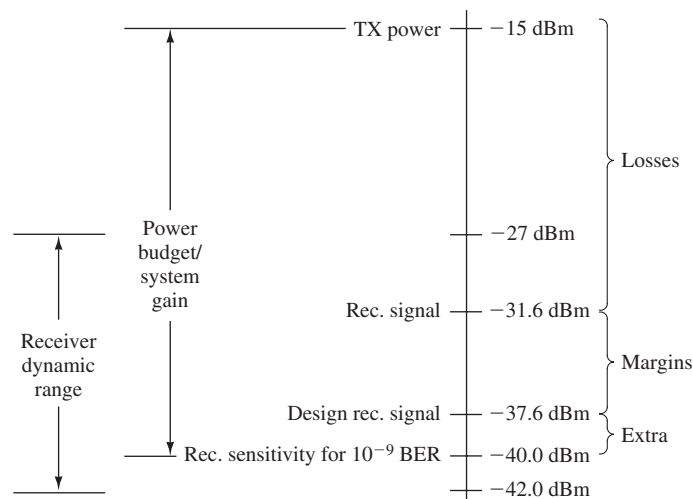 TX power
−15 dBm
Losses
Power
budget/
system
gain
−27 dBm
Rec. signal
−31.6 dBm
Receiver
dynamic
range
Margins
Design rec. signal
−37.6 dBm
Extra
Rec. sensitivity for 10⁻⁹ BER
−40.0 dBm
−42.0 dBm